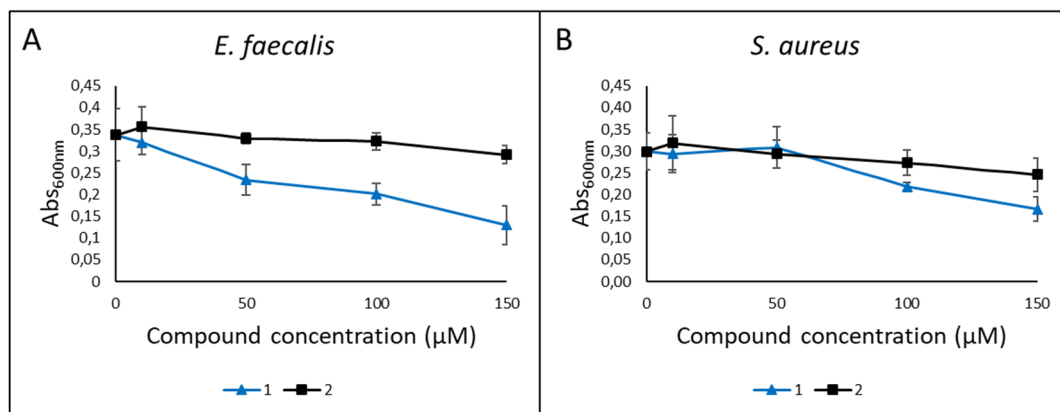 A
E. faecalis
0,45
0,4
0,35
0,3
0,25
0,2
0,15
0,1
0,05
0
Abs600nm
0 50 100 150
Compound concentration (µM)
1 2
B
S. aureus
0,45
0,40
0,35
0,30
0,25
0,20
0,15
0,10
0,05
0,00
Abs600nm
0 50 100 150
Compound concentration (µM)
1 2